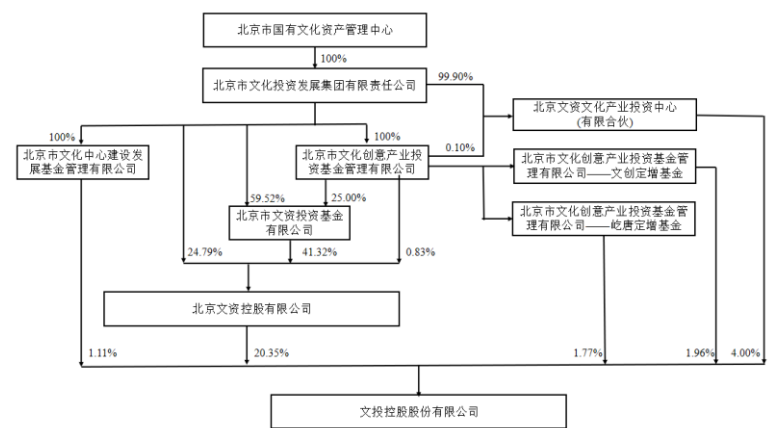 北京市国有文化资产管理中心
100%
北京市文化投资发展集团有限责任公司
99.90%
北京文资文化产业投资中心
(有限合伙)
100%
100%
0.10%
北京市文化中心建设发
展基金管理有限公司
北京市文化创意产业投
资基金管理有限公司
北京市文化创意产业投资基金管
理有限公司——文创定增基金
59.52%
25.00%
北京市文资投资基金
有限公司
北京市文化创意产业投资基金管
理有限公司——屹唐定增基金
24.79%
41.32%
0.83%
北京文资控股有限公司
1.11%
20.35%
1.77%
1.96%
4.00%
文投控股股份有限公司